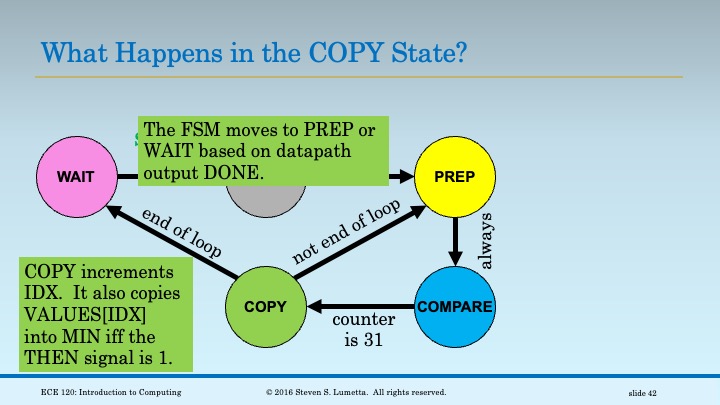 What Happens in the COPY State?
The FSM moves to PREP or
WAIT based on datapath
output DONE.
WAIT
PREP
end of loop
not end of loop
always
COPY increments
IDX.  It also copies
VALUES[IDX]
into MIN iff the
THEN signal is 1.
COPY
COMPARE
counter
is 31
ECE 120: Introduction to Computing
© 2016 Steven S. Lumetta.  All rights reserved.
slide 42